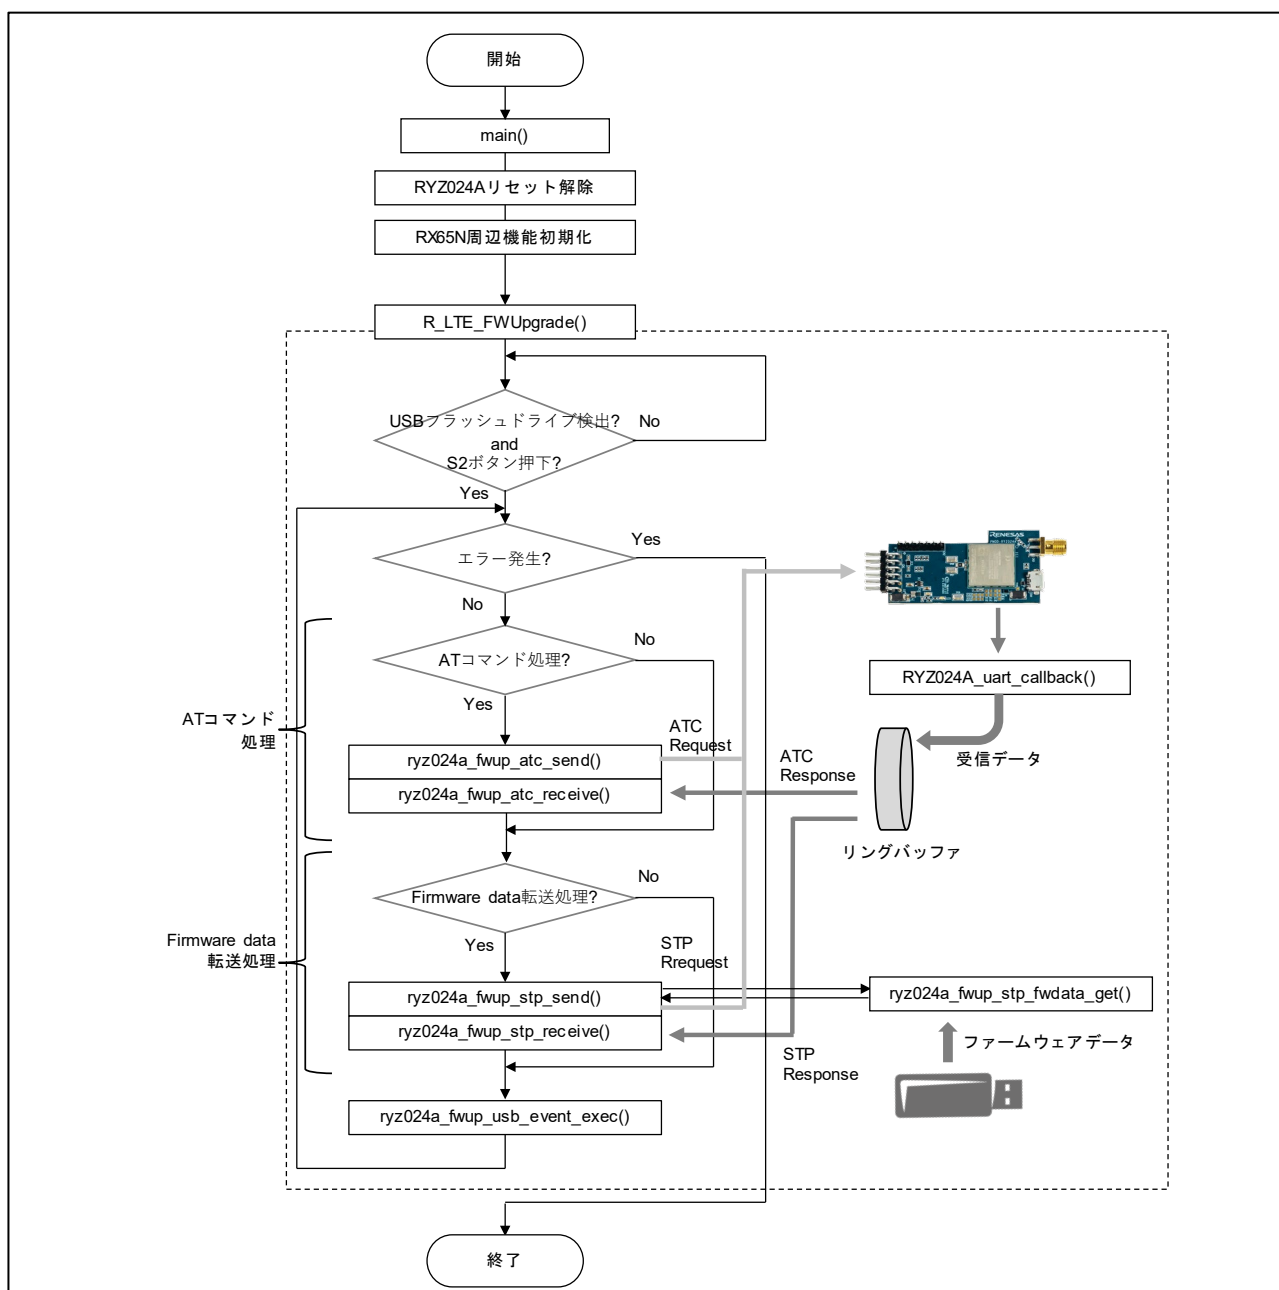 開始
main()
RYZ024Aリセット解除
RX65N周辺機能初期化
R_LTE_FWUpgrade()
USBフラッシュドライブ検出?
and
S2ボタン押下?
No
Yes
エラー発生?
Yes
No
RENESAS
ATコマンド処理?
No
Yes
RYZ024A_uart_callback()
ATコマンド
処理
ATC
Request
受信データ
ryz024a_fwup_atc_send()
ryz024a_fwup_atc_receive()
ATC
Response
リングバッファ
Firmware data転送処理?
No
Yes
Firmware data
転送処理
STP
Rrequest
ryz024a_fwup_stp_send()
ryz024a_fwup_stp_receive()
ryz024a_fwup_stp_fwdata_get()
ファームウェアデータ
STP
Response
ryz024a_fwup_usb_event_exec()
終了